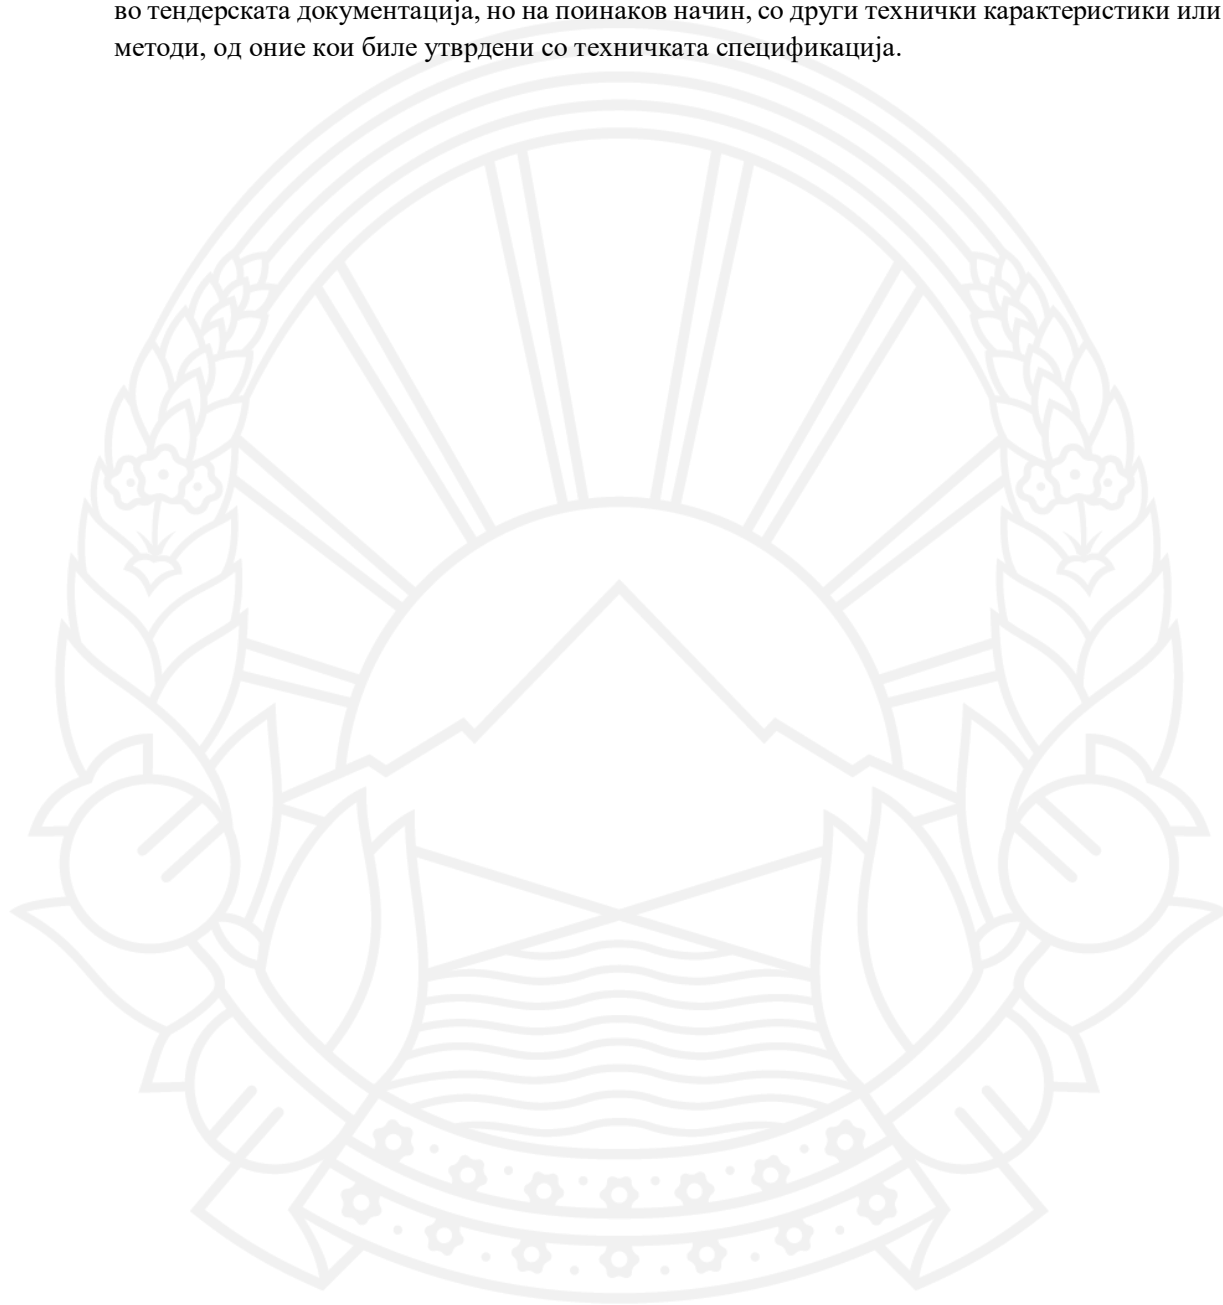 во тендерската документација, но на поинаков начин, со други технички карактеристики или
методи, од оние кои биле утврдени со техничката спецификација.